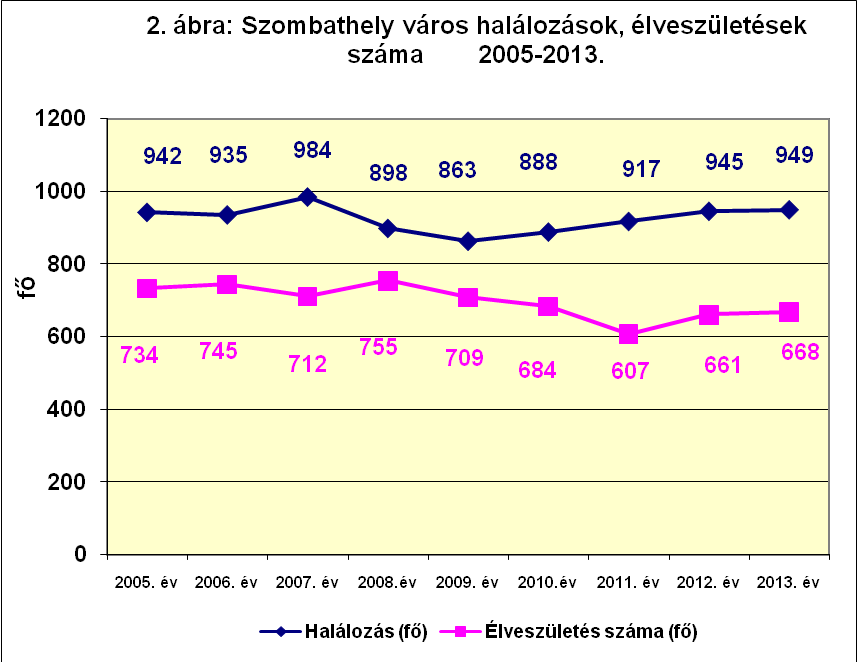 2. ábra: Szombathely város halálozások, élveszületések
száma 2005-2013.
fő
1200
1000
800
600
400
200
0
942 935 984 898 863 888 917 945 949
734 745 712 755 709 684 607 661 668
2005. év 2006. év 2007. év 2008.év 2009. év 2010.év 2011. év 2012. év 2013. év
Halálozás (fő) Élveszületés száma (fő)